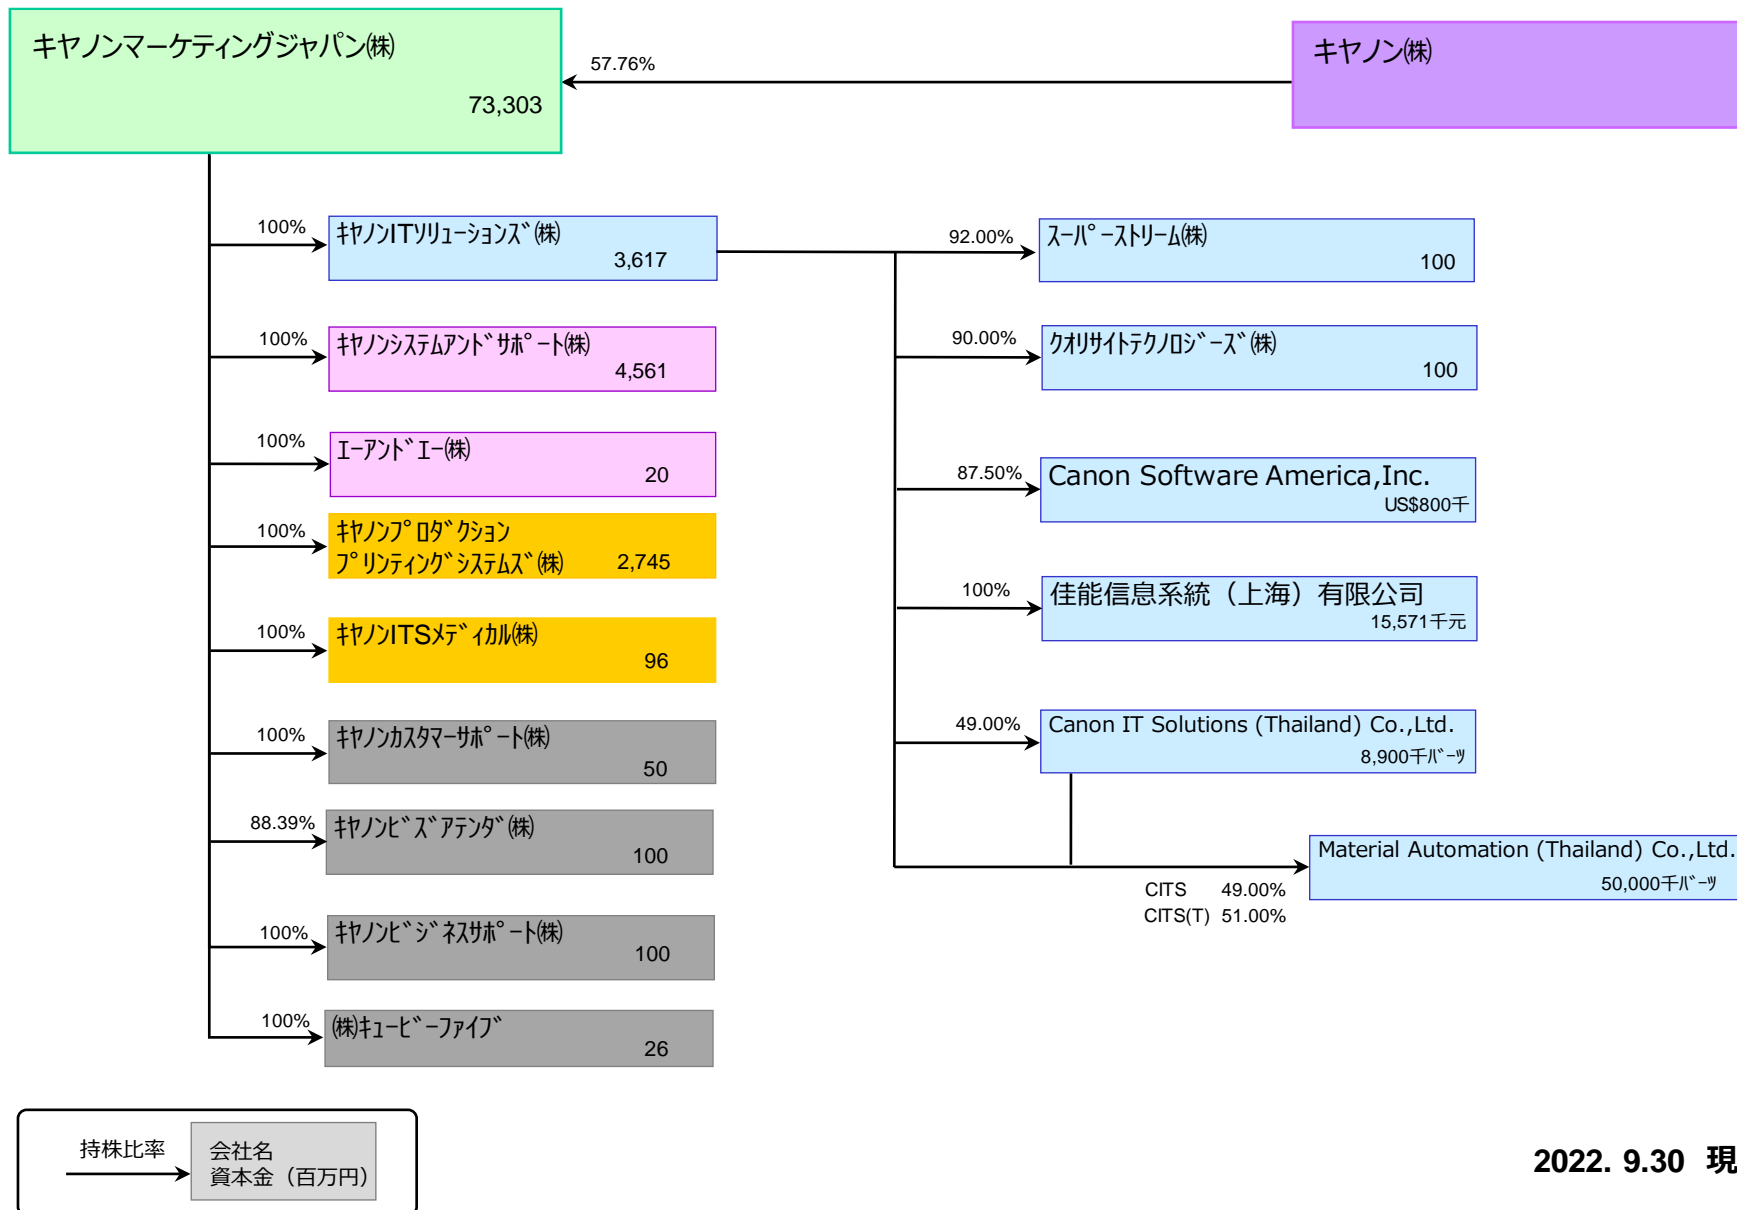 キヤノンマーケティングジャパン㈱
73,303
57.76%
キヤノン㈱
100%
ｷﾔﾉﾝITｿﾘｭｰｼｮﾝｽﾞ㈱
3,617
92.00%
ｽｰﾊﾟｰｽﾄﾘｰﾑ㈱
100
100%
ｷﾔﾉﾝｼｽﾃﾑｱﾝﾄﾞｻﾎﾟｰﾄ㈱
4,561
90.00%
ｸｵﾘｻｲﾄﾃｸﾉﾛｼﾞｰｽﾞ㈱
100
100%
ｴｰｱﾝﾄﾞｴｰ㈱
20
87.50%
Canon Software America,Inc.
US$800千
100%
ｷﾔﾉﾝﾌﾟﾛﾀﾞｸｼｮﾝ
ﾌﾟﾘﾝﾃｨﾝｸﾞｼｽﾃﾑｽﾞ㈱ 2,745
100%
佳能信息系統（上海）有限公司
15,571千元
100%
ｷﾔﾉﾝITSﾒﾃﾞｨｶﾙ㈱
96
100%
ｷﾔﾉﾝｶｽﾀﾏｰｻﾎﾟｰﾄ㈱
50
49.00%
Canon IT Solutions (Thailand) Co.,Ltd.
8,900千ﾊﾞｰﾂ
88.39%
ｷﾔﾉﾝﾋﾞｽﾞｱﾃﾝﾀﾞ㈱
100
Material Automation (Thailand) Co.,Ltd.
50,000千ﾊﾞｰﾂ
CITS 49.00%
CITS(T) 51.00%
100%
ｷﾔﾉﾝﾋﾞｼﾞﾈｽｻﾎﾟｰﾄ㈱
100
100%
㈱ｷｭｰﾋﾞｰﾌｧｲﾌﾞ
26
持株比率
会社名
資本金（百万円）
2022. 9.30 現